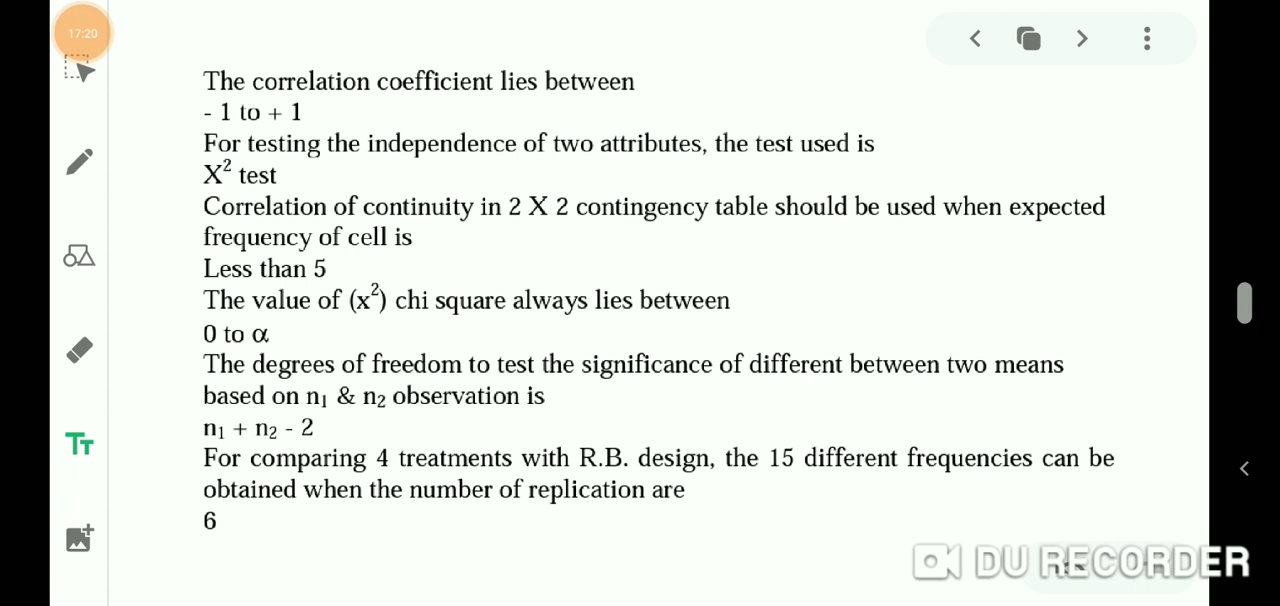 17:20
The correlation coefficient lies between
- 1 to + 1
For testing the independence of two attributes, the test used is
X² test
Correlation of continuity in 2 X 2 contingency table should be used when expected
frequency of cell is
Less than 5
The value of (x²) chi square always lies between
0 to α
The degrees of freedom to test the significance of different between two means
based on n₁ & n₂ observation is
n₁ + n₂ - 2
For comparing 4 treatments with R.B. design, the 15 different frequencies can be
obtained when the number of replication are
6
TT
DU RECORDER